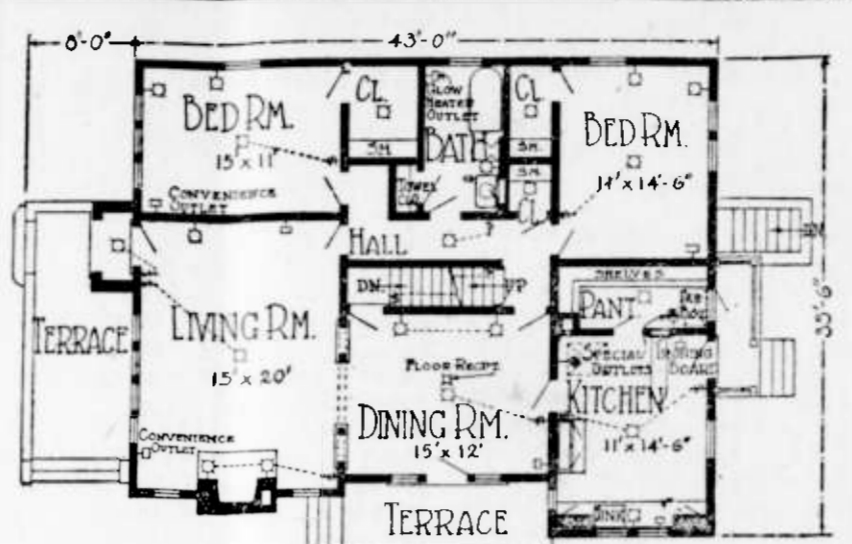 8'-0"
43'-0"
BED RM.
15' x 11'
CONVENIENCE
OUTLET
CL.
SH.
GLOW
HEATER
OUTLET
BATH
TOWEL
CL.
SH.
SH.
CL.
BED RM.
11' x 14'-6"
HALL
DN.
UP
SHELVES
PANT.
EN
35'-6"
TERRACE
LIVING RM.
15' x 20'
FLOOR RECPT.
DINING RM.
15' x 12'
SPECIAL
OUTLETS
IRONING
BOARD
KITCHEN
11' x 14'-6"
CONVENIENCE
OUTLET
SINK
TERRACE